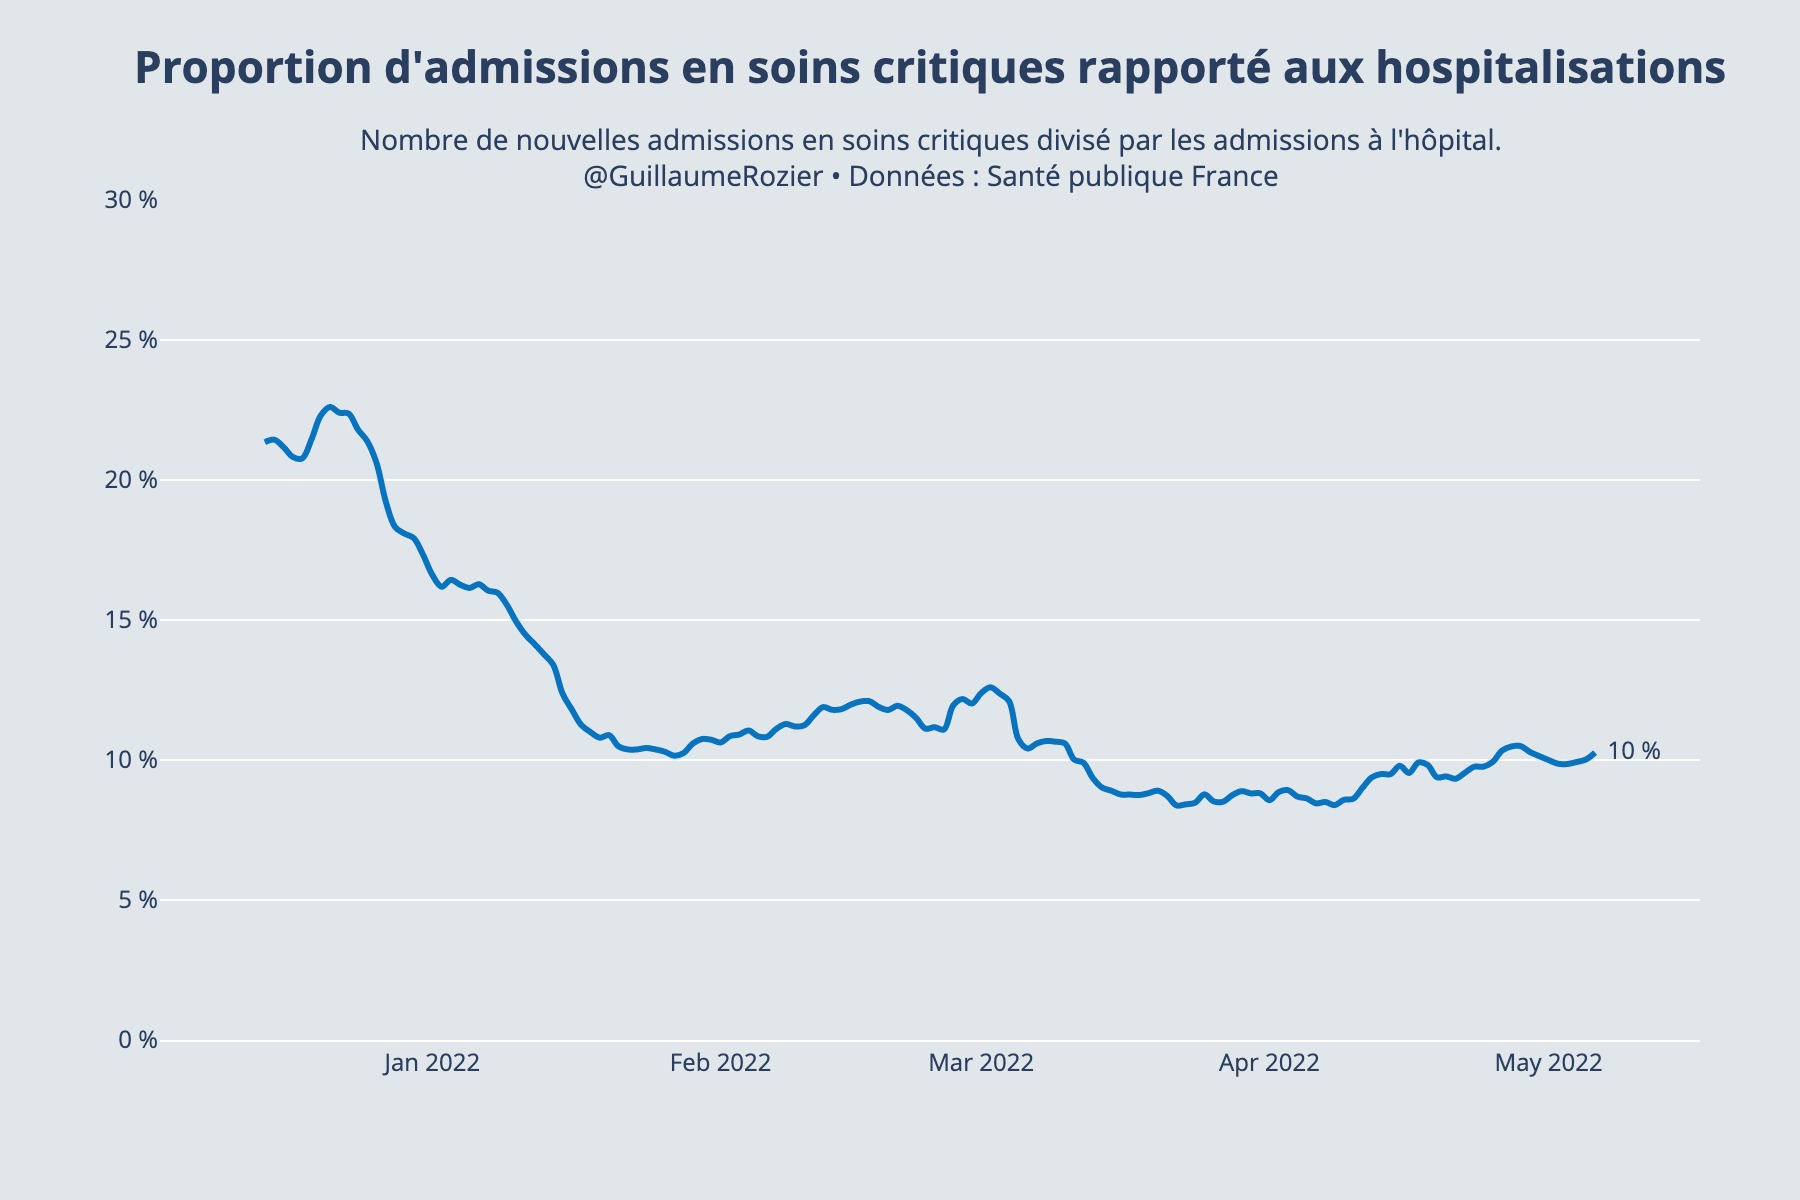 Proportion d'admissions en soins critiques rapporté aux hospitalisations
Nombre de nouvelles admissions en soins critiques divisé par les admissions à l'hôpital.
@GuillaumeRozier • Données : Santé publique France
30 %
25 %
20 %
15 %
10 %
10 %
5 %
0 %
Jan 2022
Feb 2022
Mar 2022
Apr 2022
May 2022